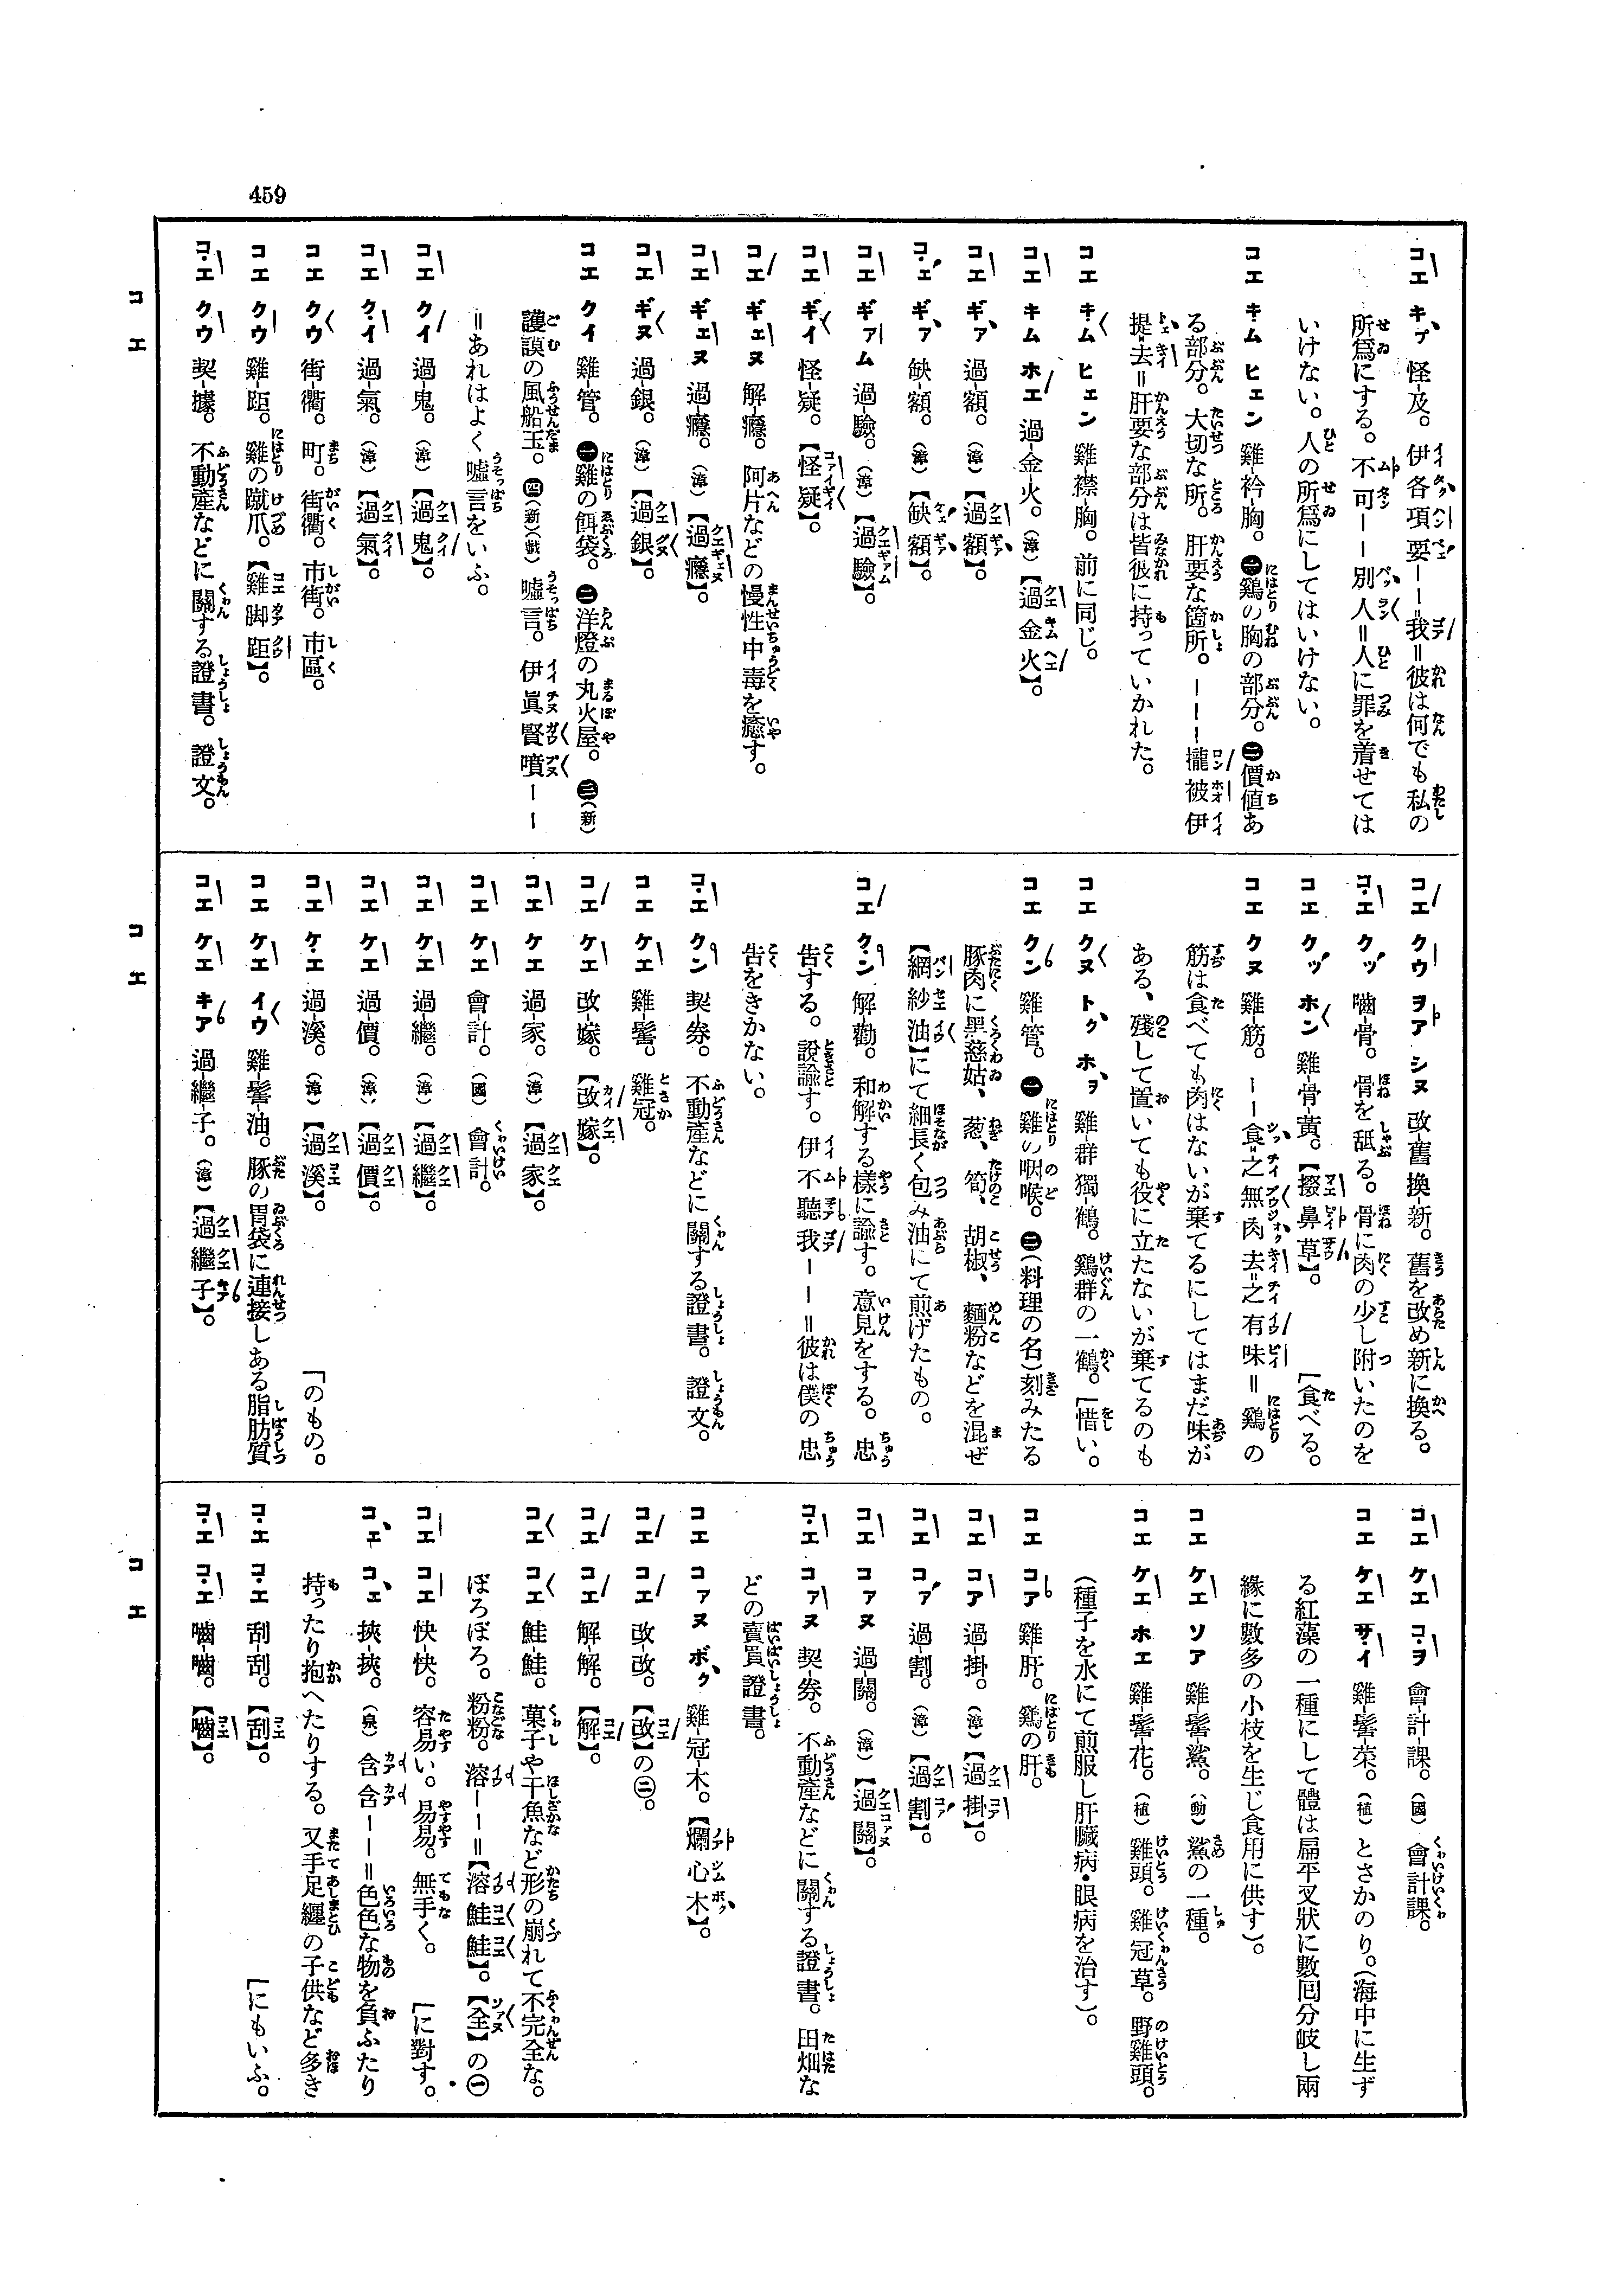 459
コエ キㇷ゚ 怪-及。伊各項要ーー=我=彼は何でも私の
所爲にする。不可ーー別人=人に罪を着せては
いけない。人の所爲にしてはいけない。
コエ キム ヒェン 雞-衿-胸。㊀鷄の胸の部分。㊁價値あ
る部分。大切な所。肝要な箇所。ーーー攏被伊
提=去=肝要な部分は皆彼に持っていかれた。
コエ キム ヒェン 雞-襟-胸。前に同じ。
コエ キム ホエ 過-金-火。(漳)【過金火】。
コエ ギァ 過-額。(漳)【過額】。
コェ ギァ 缺-額。(漳)【缺額】。
コエ ギァム 過-驗。(漳)【過驗】。
コエ ギイ 怪-疑。【怪疑】。
コエ ギェヌ 解-癮。阿片などの慢性中毒を癒す。
コエ ギェヌ 過-癮。(漳)【過癮】。
コエ ギヌ 過-銀。(漳)【過銀】。
コエ クイ 雞-管。㊀雞の餌袋。㊁洋燈の丸火屋。㊂(新)
護謨の風船玉。㊃(新)(戲)噓言。伊眞賢噴ーー
=あれはよく噓言をいふ。
コエ クイ 過-鬼。(漳)【過鬼】。
コエ クイ 過-氣。(漳)【過氣】。
コエ クウ 街-衢。町。街衢。市街。市區。
コエ クウ 雞-距。雞の蹴爪。【雞脚距】。
コエ クウ 契-據。不動產などに關する證書。證文。
コエ
コエ クウ ヲァ シヌ 改-舊-換-新。舊を改め新に換る。
コエ クッ 嚙-骨。骨を舐る。骨に肉の少し附いたのを
コエ クッ ホン 雞-骨-黃。【掇鼻草】。「食べる。
コエ クヌ 雞-筋。ーー食=之無肉去=之有味=鷄の
筋は食べても肉はないが棄てるにしてはまだ味が
ある、殘して置いても役に立たないが棄てるのも
コエ クヌ トㇰ ホヲ 雞-群-獨-鶴。鷄群の一鶴。「惜い。
コエ クン 雞-管。㊀雞の咽喉。㊁(料理の名)刻みたる
豚肉に黑慈姑、葱、筍、胡椒、麵粉などを混ぜ
【網紗油】にて細長く包み油にて煎げたもの。
コエ クン 解-勸。和解する樣に諭す。意見をする。忠
告する。說諭す。伊不聽我ーー=彼は僕の忠
告をきかない。
コエ クン 契-券。不動產などに關する證書。證文。
コエ ケエ 雞-髻。雞冠。
コエ ケエ 改-嫁。【改嫁】。
コエ ケエ 過-家。(漳)【過家】。
コエ ケエ 會-計。(國)會計。
コエ ケエ 過-繼。(漳)【過繼】。
コエ ケエ 過-價。(漳)【過價】。
コエ ケエ 過-溪。(漳)【過溪】。「のもの。
コエ ケエ イウ 雞-髻-油。豚の胃袋に連接しある脂肪質
コエ ケエ キア 過-繼-子。(漳)【過繼子】。
コエ
コエ ケエ コヲ 會-計-課。(國)會計課。
コエ ケエ ザイ 雞-髻-菜。(植)とさかのり。(海中に生ず
る紅藻の一種にして體は扁平叉狀に數囘分岐し兩
緣に數多の小枝を生じ食用に供す)。
コエ ケエ ソア 雞-髻-鯊。(動)鯊の一種。
コエ ケエ ホエ 雞-髻-花。(植)雞頭。雞冠草。野雞頭。
(種子を水にて煎服し肝臟病・眼病を治す)。
コエ コア 雞-肝。鷄の肝。
コエ コア 過-掛。(漳)【過掛】。
コエ コァ 過-割。(漳)【過割】。
コエ コァヌ 過-關。(漳)【過關】。
コエ コァヌ 契-券。不動產などに關する證書。田畑な
どの賣買證書。
コエ コァヌ ボㇰ 雞-冠-木。【爛心木】。
コエ コエ 改-改。【改】の㊁。
コエ コエ 解-解。【解】。
コエ コエ 鮭-鮭。菓子や干魚など形の崩れて不完全な。
ぼろぼろ。粉粉。溶ーー=【溶鮭鮭】。【全】の㊀
コエ コエ 快-快。容易い。易易。無手く。「に對す。
コェ コェ 挾-挾。(泉)含含ーー=色色な物を負ふたり
持ったり抱へたりする。又手足纏の子供など多き
コエ コエ 刮-刮。【刮】。「にもいふ。
コエ コエ 嚙-嚙。【嚙】。
コエ